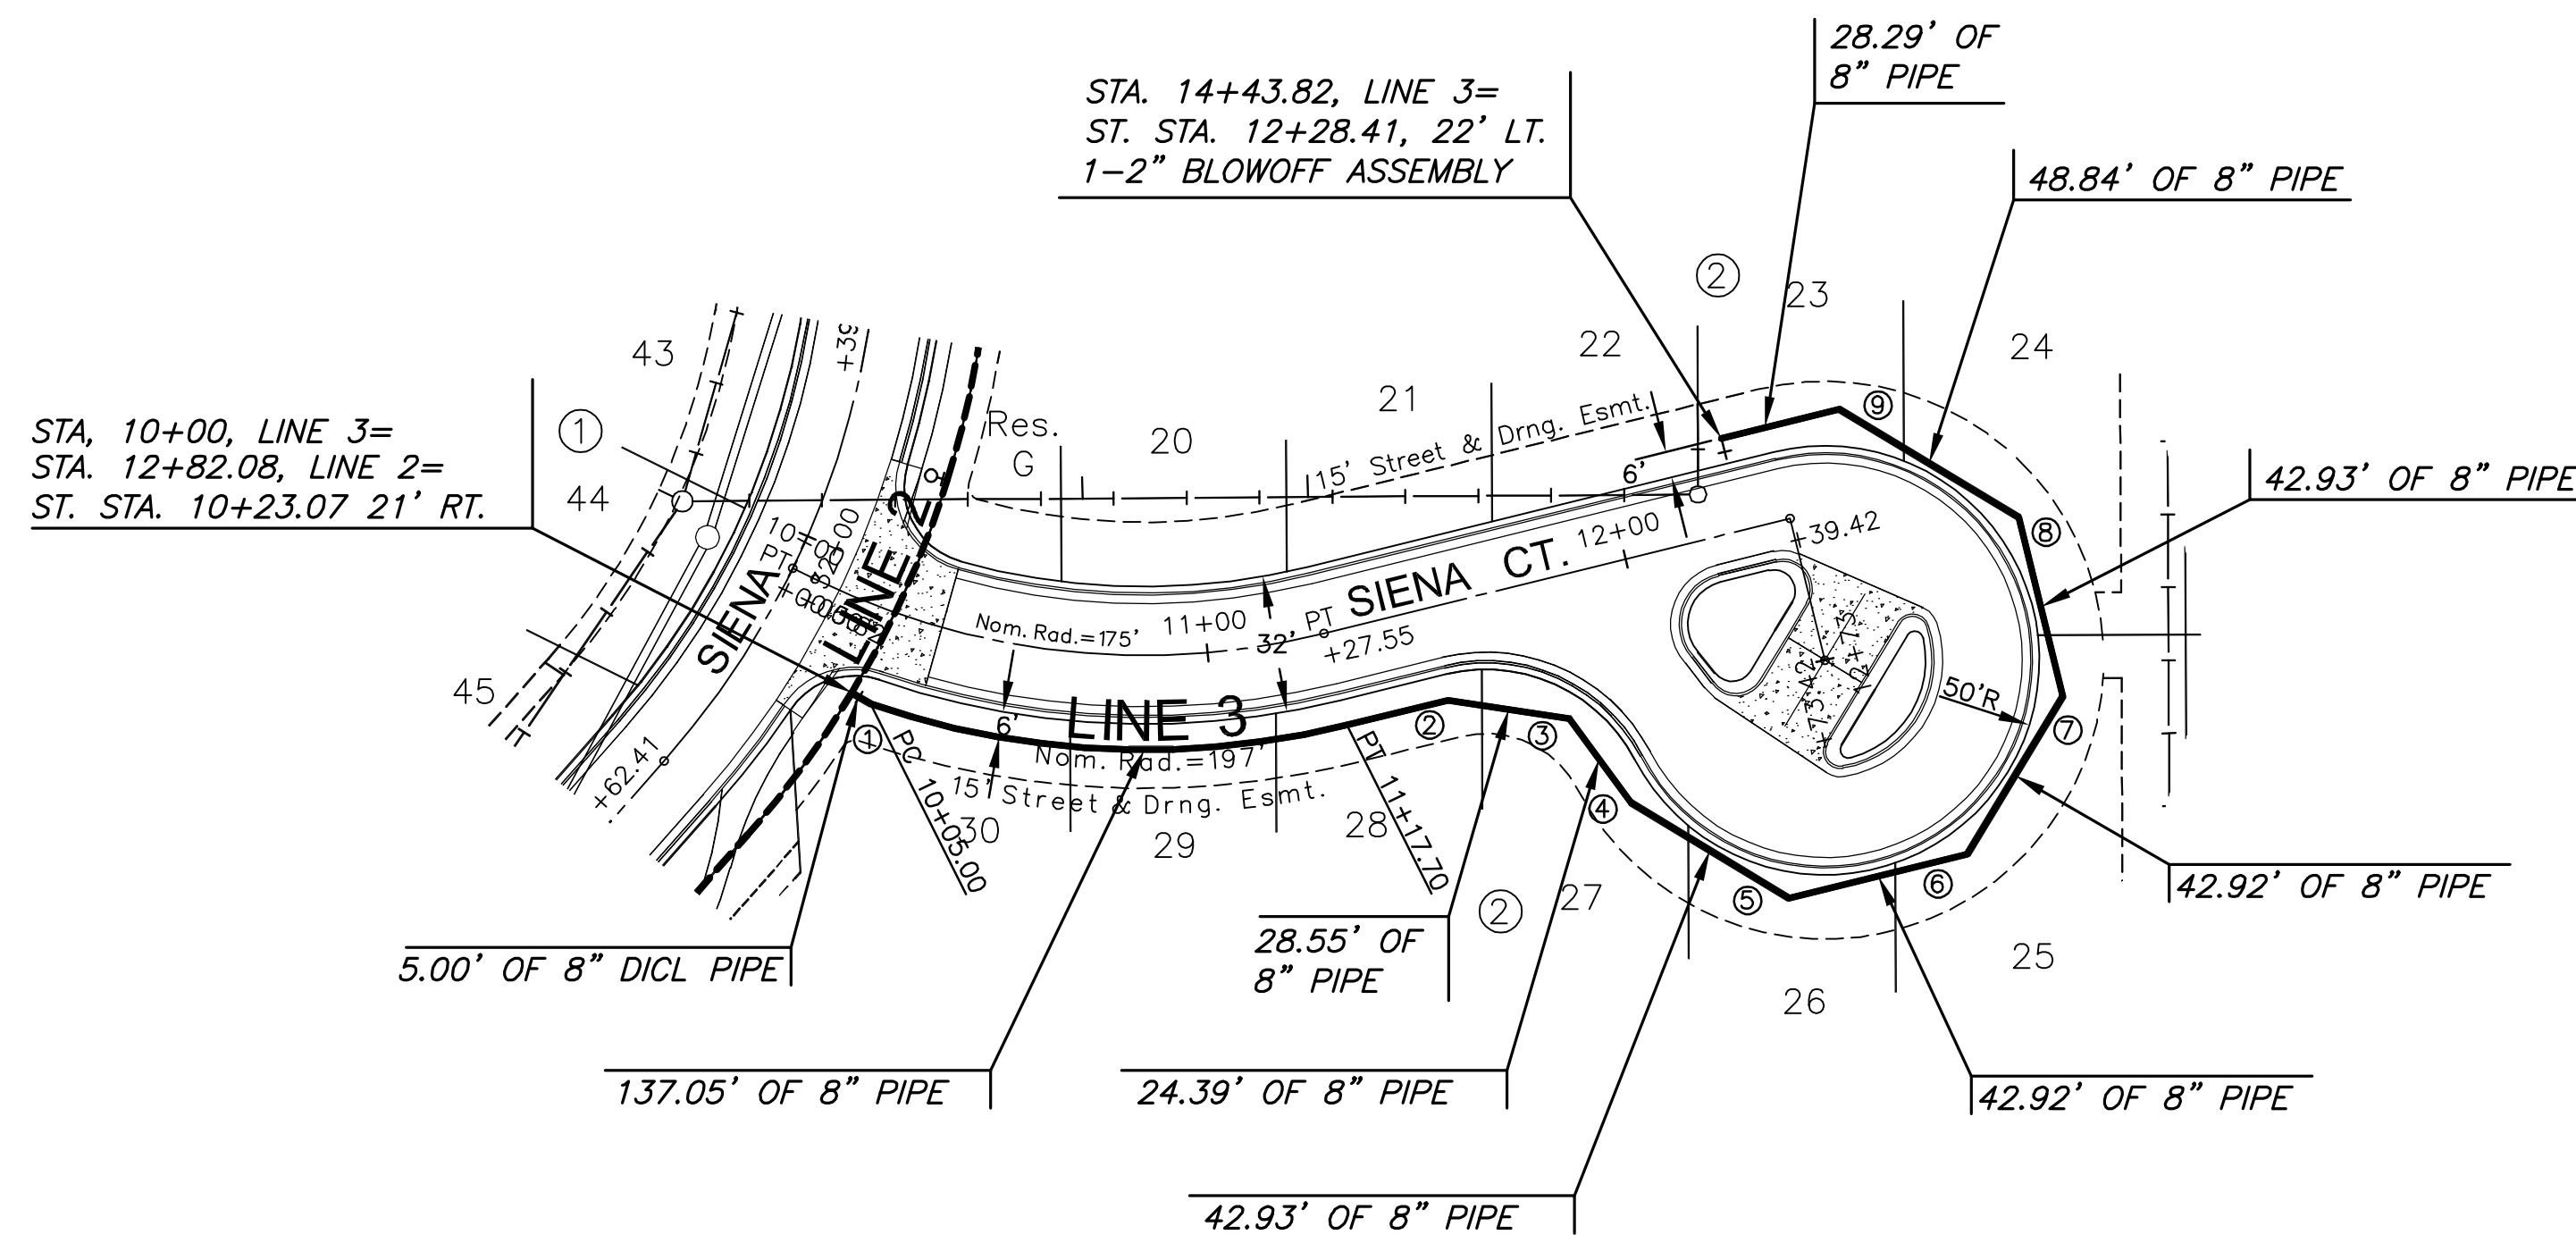 28.29’ OF
8” PIPE
STA. 14+43.82, LINE 3=
ST. STA. 12+28.41, 22’ LT.
1–2” BLOWOFF ASSEMBLY
48.84’ OF 8” PIPE
2
23
22
24
43
+39
21
9
STA, 10+00, LINE 3=
STA. 12+82.08, LINE 2=
ST. STA. 10+23.07 21’ RT.
1
Res.
G
20
15’ Street & Drng. Esmt.
6’
42.93’ OF 8” PIPE
44
LINE 2
SIENA
12+00
+39.42
8
SIENA CT.
Nom. Rad.=175’
11+00
32’
PT
+27.55
PT
45
50’R
7
LINE 3
6’
1
2
3
4
Nom. Rad.=197’
15’ Street & Drng. Esmt.
+62.41
PC 10+05.00
PT 11+17.70
30
29
28
27
2
5
6
42.92’ OF 8” PIPE
5.00’ OF 8” DICL PIPE
28.55’ OF
8” PIPE
25
26
137.05’ OF 8” PIPE
24.39’ OF 8” PIPE
42.92’ OF 8” PIPE
42.93’ OF 8” PIPE